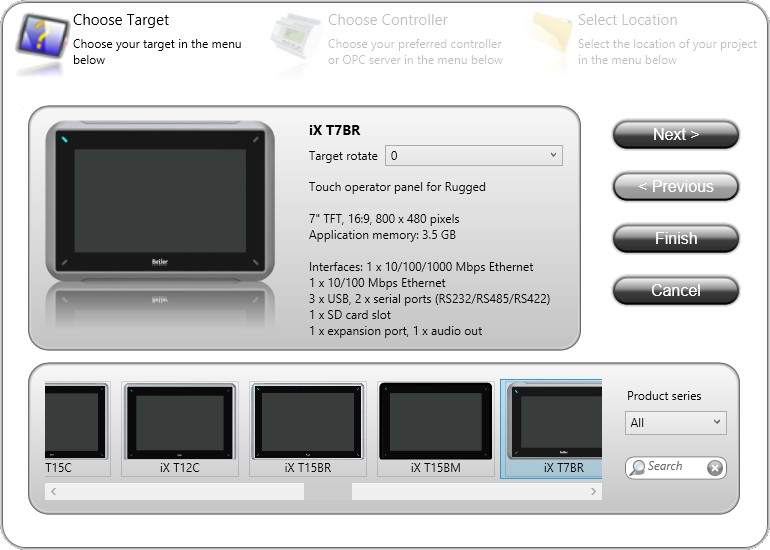 Choose Target
Choose your target in the menu
below
Choose Controller
Choose your preferred controller
or OPC server in the menu below
Select Location
Select the location of your project
in the menu below
iX T7BR
Target rotate 0
Touch operator panel for Rugged
7" TFT, 16:9, 800 x 480 pixels
Application memory: 3.5 GB
Interfaces: 1 x 10/100/1000 Mbps Ethernet
1 x 10/100 Mbps Ethernet
3 x USB, 2 x serial ports (RS232/RS485/RS422)
1 x SD card slot
1 x expansion port, 1 x audio out
Beijer
Next >
< Previous
Finish
Cancel
T15C
iX T12C
iX T15BR
iX T15BM
iX T7BR
Product series
All
Search